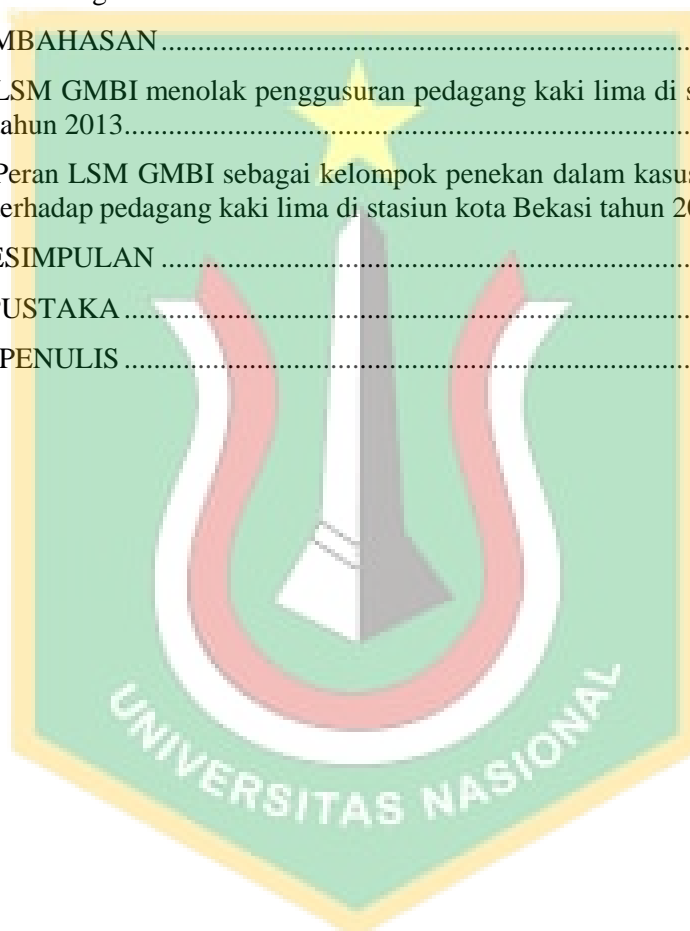 MBAHASAN
LSM GMBI menolak penggusuran pedagang kaki lima di s
ahun 2013
Peran LSM GMBI sebagai kelompok penekan dalam kasus
erhadap pedagang kaki lima di stasiun kota Bekasi tahun 20
ESIMPULAN
PUSTAKA
PENULIS
UNIVERSITAS NASIONAL